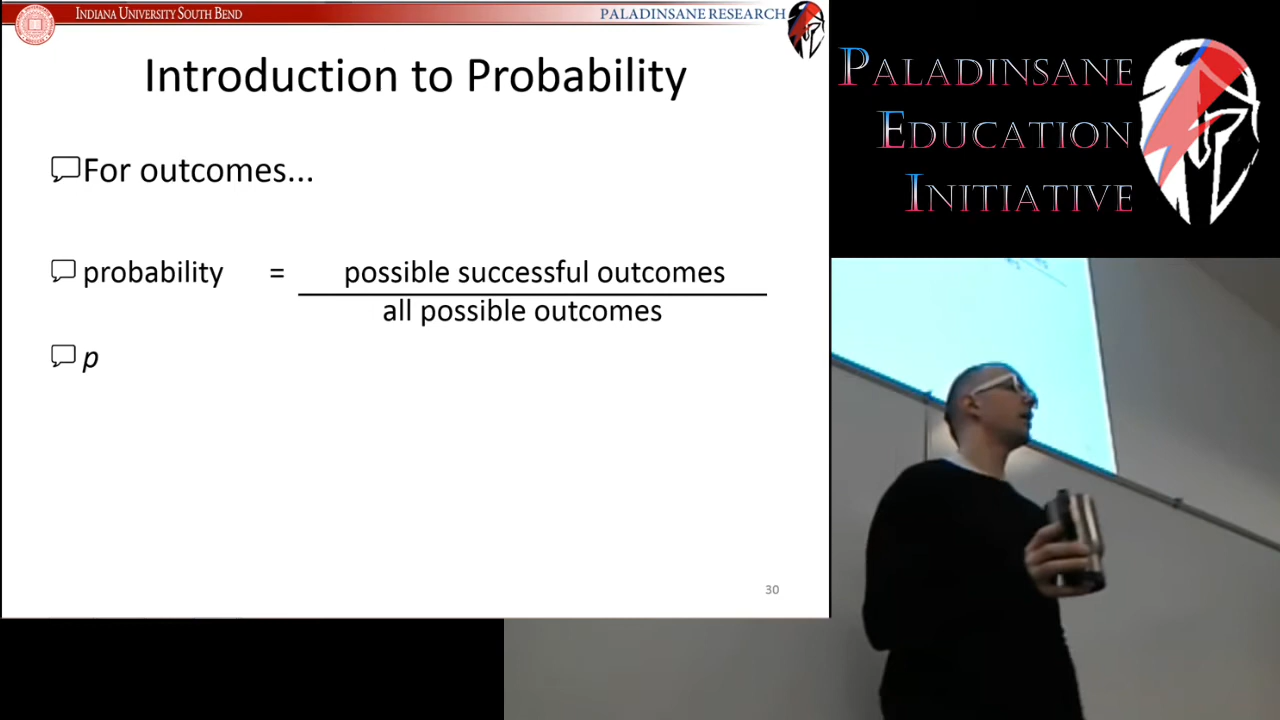 INDIANA UNIVERSITY SOUTH BEND
PALADINSANE RESEARCH
Introduction to Probability
For outcomes...
probability = possible successful outcomes
all possible outcomes
p
30
PALADINSANE
EDUCATION
INITIATIVE